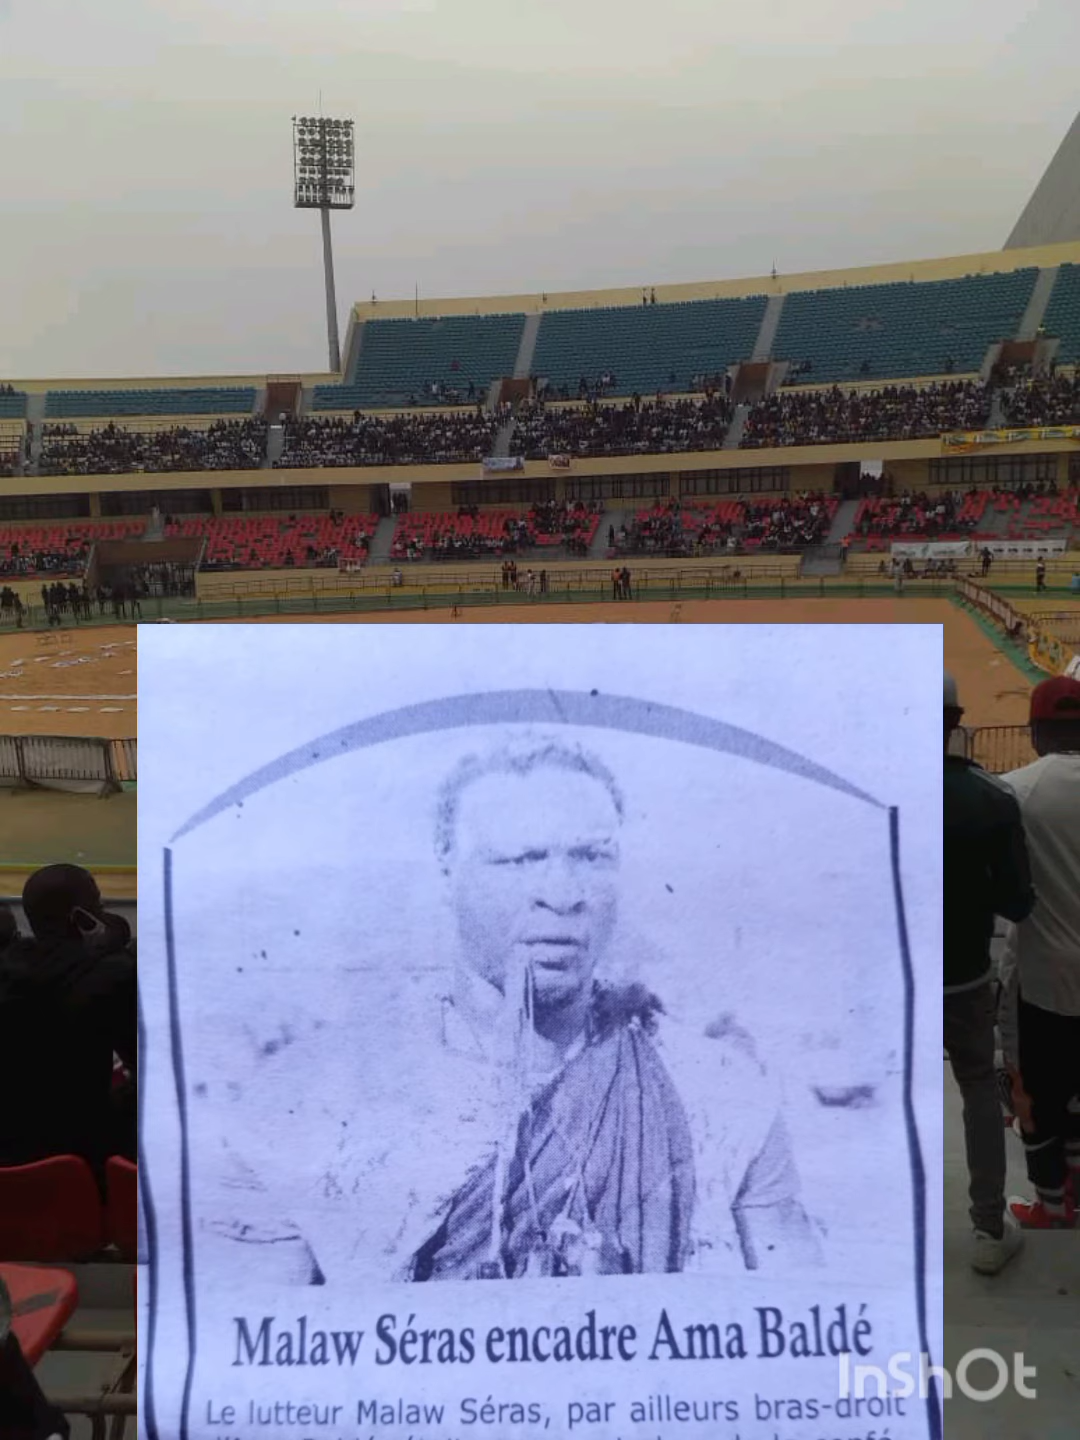 Malaw Séras encadre Ama Baldé
InShOt
Le lutteur Malaw Séras, par ailleurs bras-droit